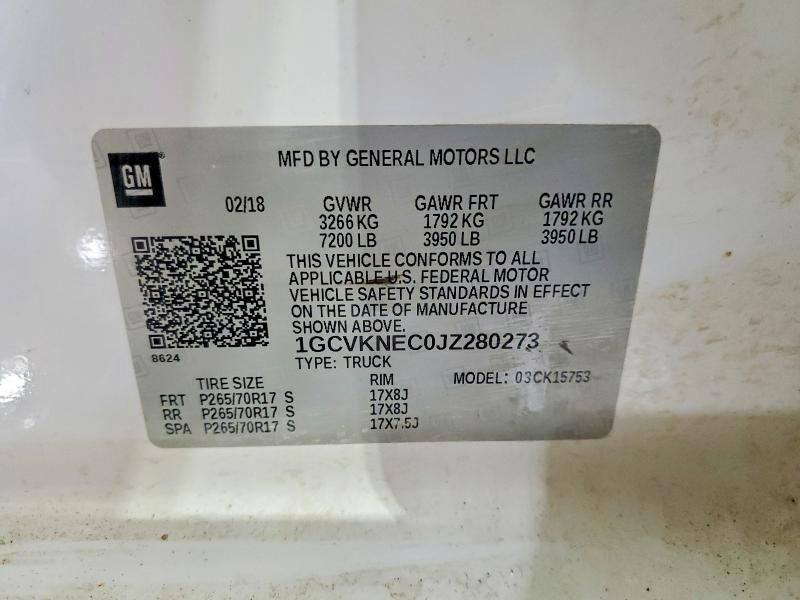 GM
MFD BY GENERAL MOTORS LLC
02/18 GVWR GAWR FRT GAWR RR
3266 KG 1792 KG 1792 KG
7200 LB 3950 LB 3950 LB
THIS VEHICLE CONFORMS TO ALL
APPLICABLE U.S. FEDERAL MOTOR
VEHICLE SAFETY STANDARDS IN EFFECT
ON THE DATE OF MANUFACTURE
SHOWN ABOVE.
1GCVKNEC0JZ280273
8624
TYPE: TRUCK
MODEL: 03CK15753
TIRE SIZE RIM
FRT P265/70R17 S 17X8J
RR P265/70R17 S 17X8J
SPA P265/70R17 S 17X7.5J